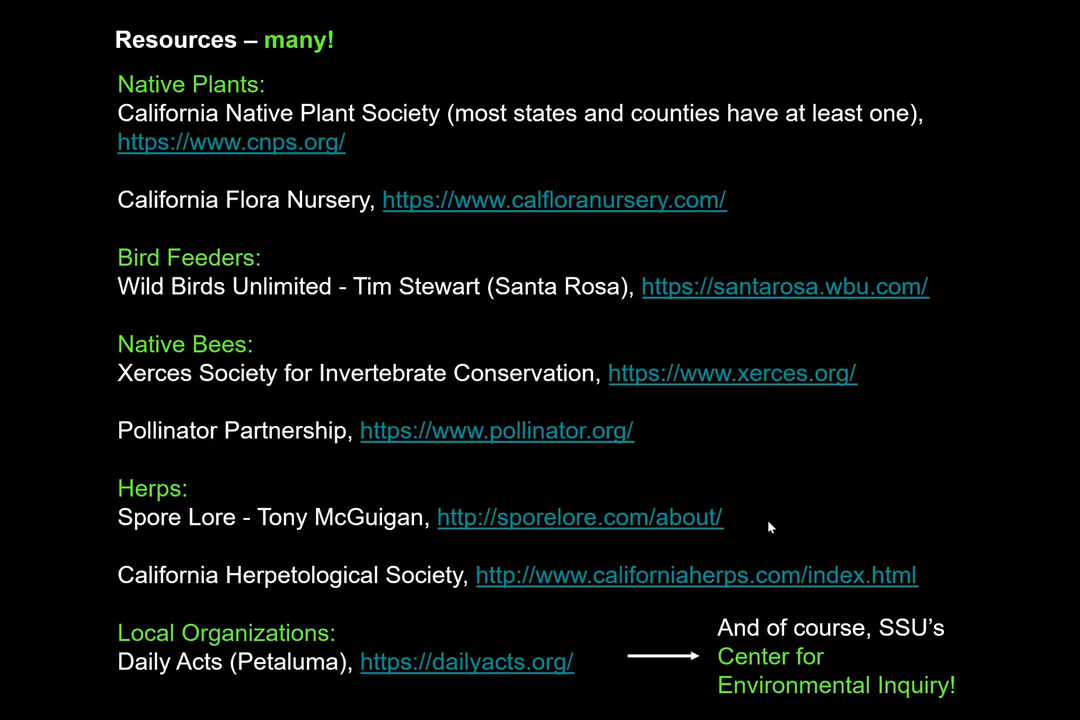 Resources – many!
Native Plants:
California Native Plant Society (most states and counties have at least one),
https://www.cnps.org/
California Flora Nursery, https://www.calfloranursery.com/
Bird Feeders:
Wild Birds Unlimited - Tim Stewart (Santa Rosa), https://santarosa.wbu.com/
Native Bees:
Xerces Society for Invertebrate Conservation, https://www.xerces.org/
Pollinator Partnership, https://www.pollinator.org/
Herps:
Spore Lore - Tony McGuigan, http://sporelore.com/about/
California Herpetological Society, http://www.californiaherps.com/index.html
Local Organizations:
Daily Acts (Petaluma), https://dailyacts.org/
And of course, SSU’s
Center for
Environmental Inquiry!